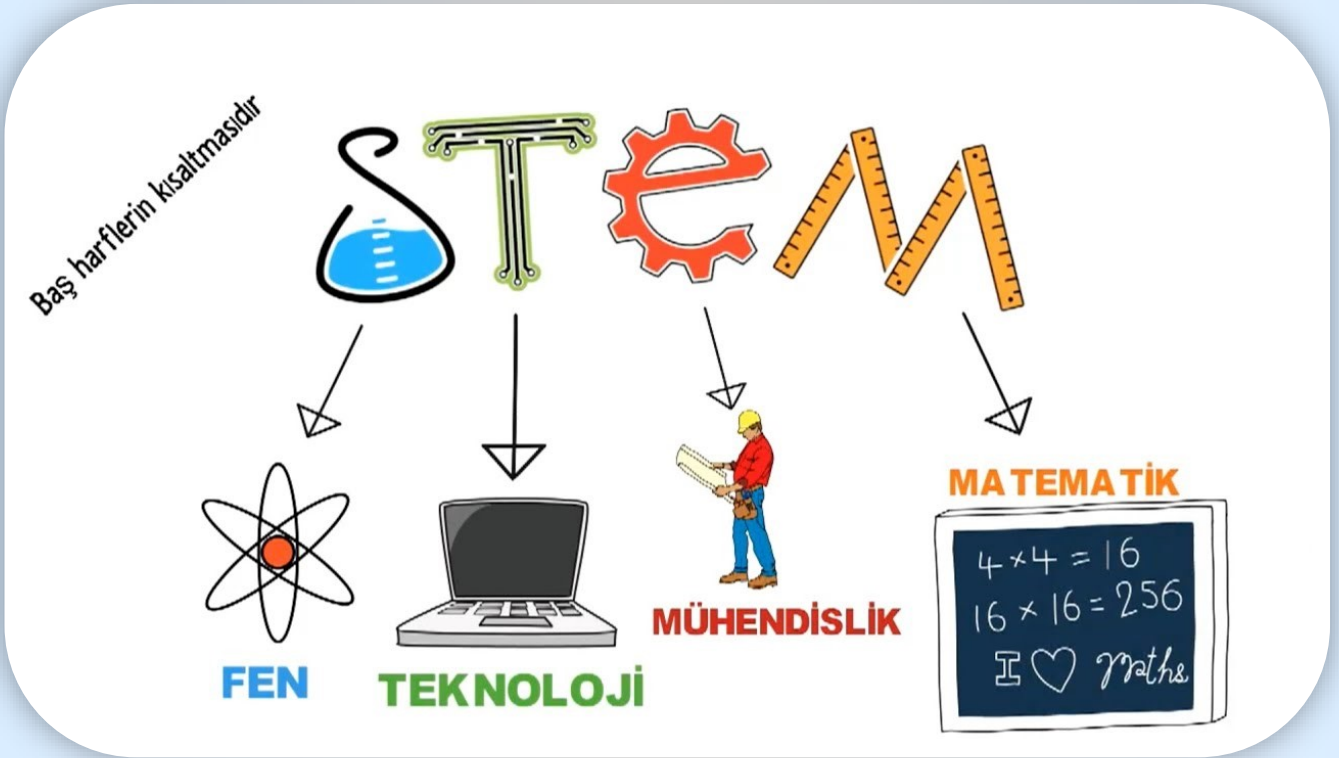 Baş harflerin kısaltmasıdır
STeM
FEN
TEKNOLOJİ
MÜHENDİSLİK
MATEMATİK
4 × 4 = 16
16 × 16 = 256
I ♡ Maths